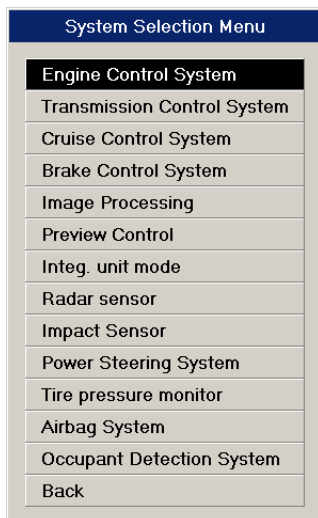 System Selection Menu
Engine Control System
Transmission Control System
Cruise Control System
Brake Control System
Image Processing
Preview Control
Integ. unit mode
Radar sensor
Impact Sensor
Power Steering System
Tire pressure monitor
Airbag System
Occupant Detection System
Back